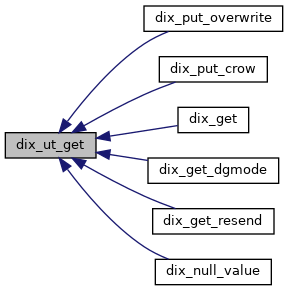 dix_put_overwrite
dix_put_crow
dix_get
dix_ut_get
dix_get_dgmode
dix_get_resend
dix_null_value